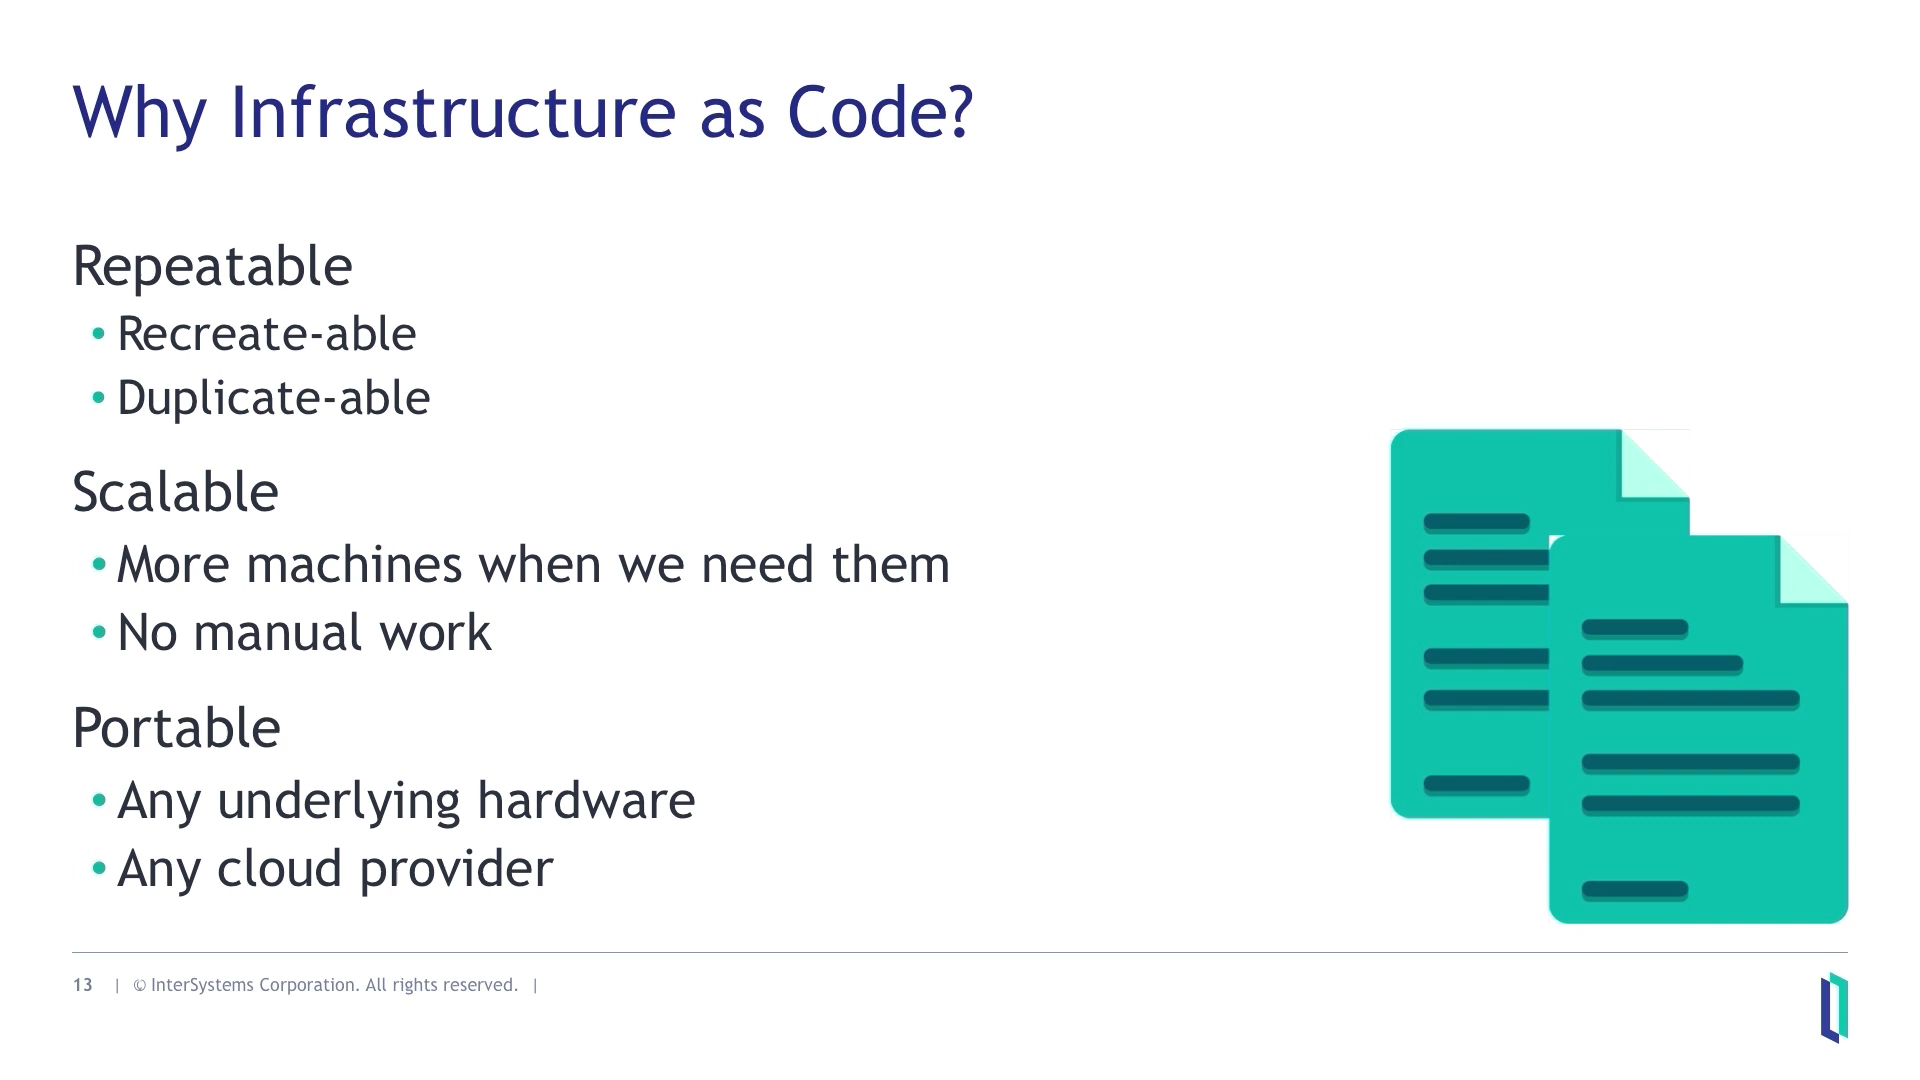 Why Infrastructure as Code?
Repeatable
• Recreate-able
• Duplicate-able
Scalable
• More machines when we need them
• No manual work
Portable
• Any underlying hardware
• Any cloud provider
13 | © InterSystems Corporation. All rights reserved. |